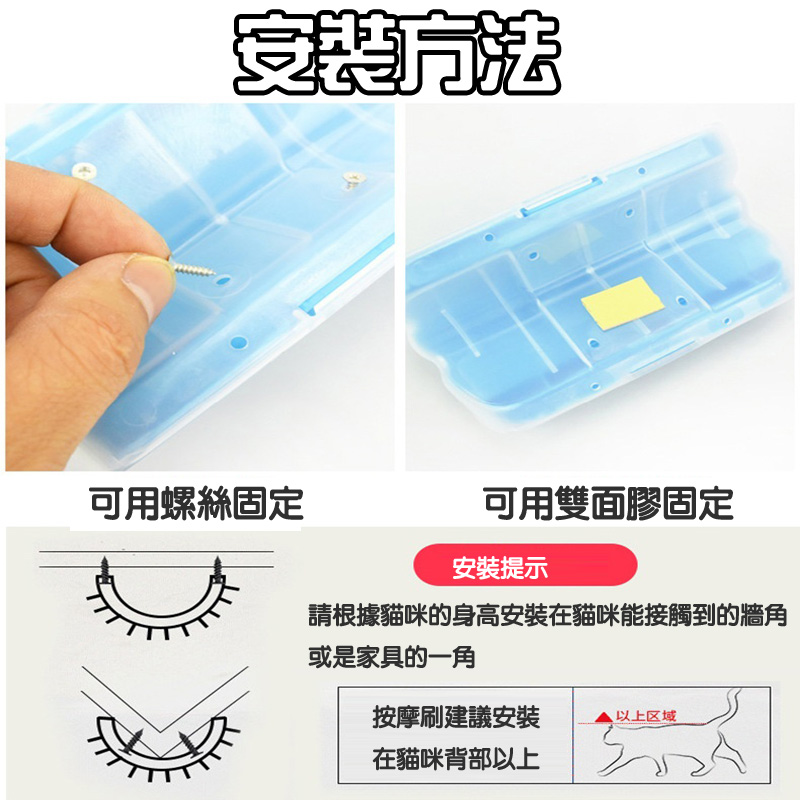 安裝方法
可用螺絲固定
可用雙面膠固定
安裝提示
請根據貓咪的身高安裝在貓咪能接觸到的牆角
或是家具的一角
按摩刷建議安裝
在貓咪背部以上
以上区域